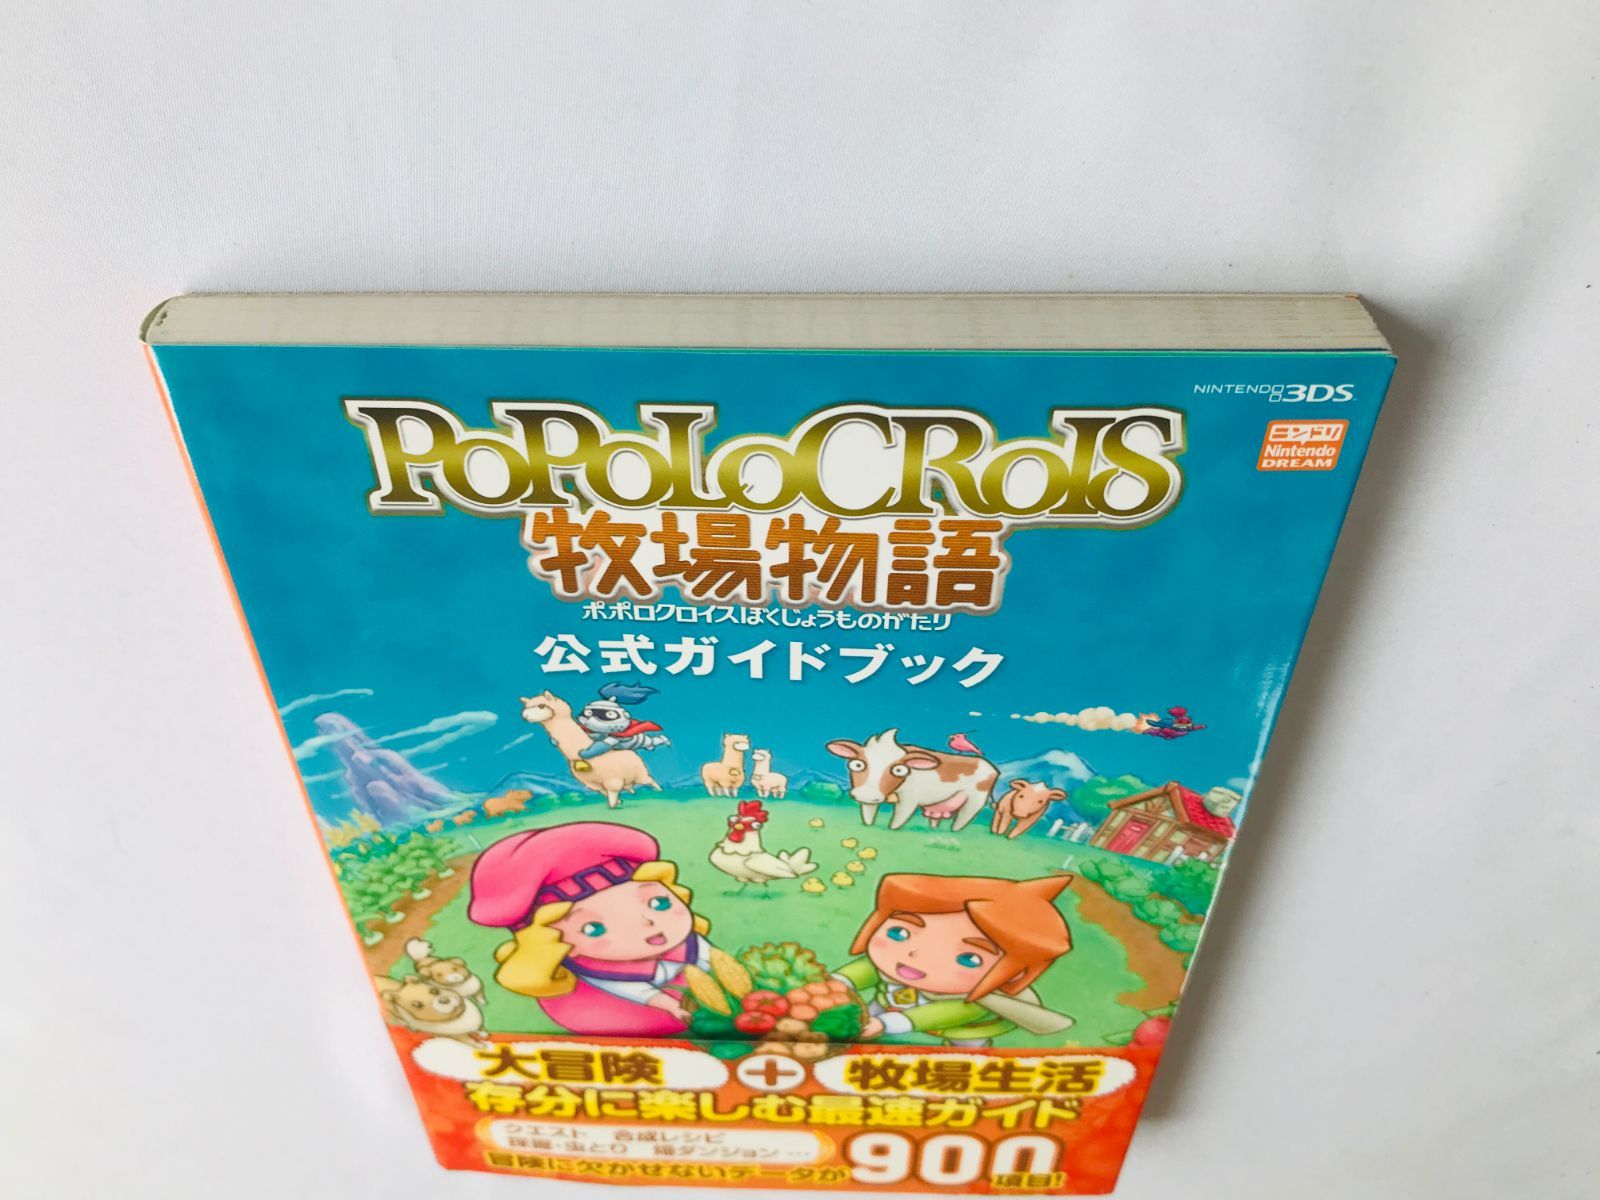 NINTENDO 3DS
ニンドリ
Nintendo
DREAM
PoPoLoCRoIS
牧場物語
ポポロクロイスぼくじょうものがたり
公式ガイドブック
大冒険 + 牧場生活
存分に楽しむ最速ガイド
クエスト 合成レシピ
採掘・虫とり 畑ダンジョン…
冒険に欠かせないデータが900項目!